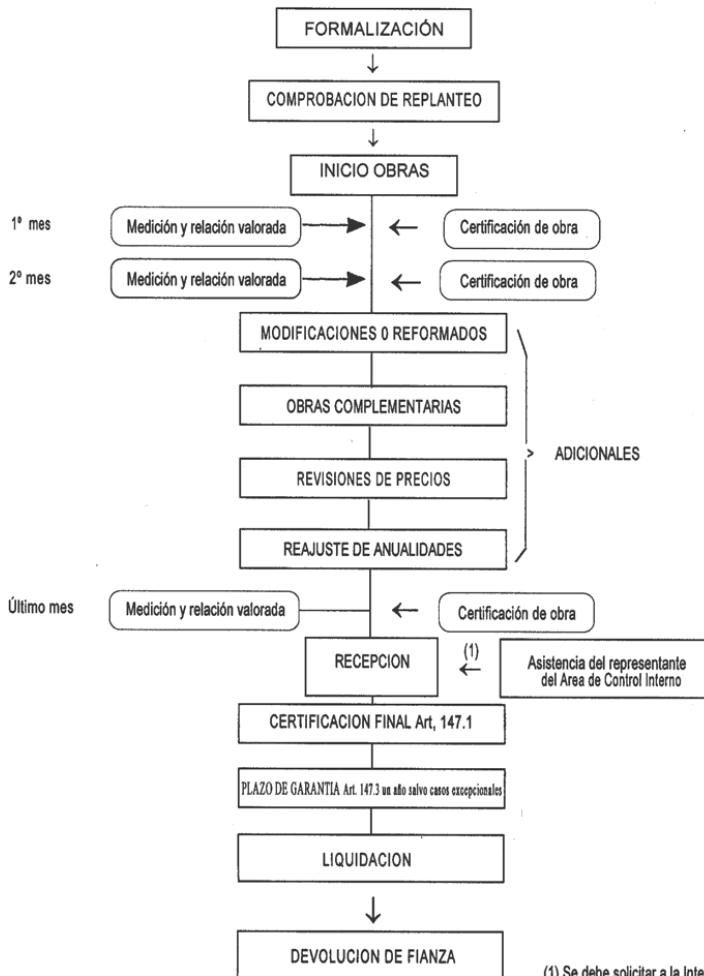 FORMALIZACIÓN
COMPROBACION DE REPLANTEO
INICIO OBRAS
1º mes
Medición y relación valorada
Certificación de obra
2º mes
Medición y relación valorada
Certificación de obra
MODIFICACIONES 0 REFORMADOS
OBRAS COMPLEMENTARIAS
ADICIONALES
REVISIONES DE PRECIOS
REAJUSTE DE ANUALIDADES
Último mes
Medición y relación valorada
Certificación de obra
RECEPCION
(1)
Asistencia del representante
del Area de Control Interno
CERTIFICACION FINAL Art, 147.1
PLAZO DE GARANTIA Art. 147.3 un año salvo casos excepcionales
LIQUIDACION
DEVOLUCION DE FIANZA
(1) Se debe solicitar a la